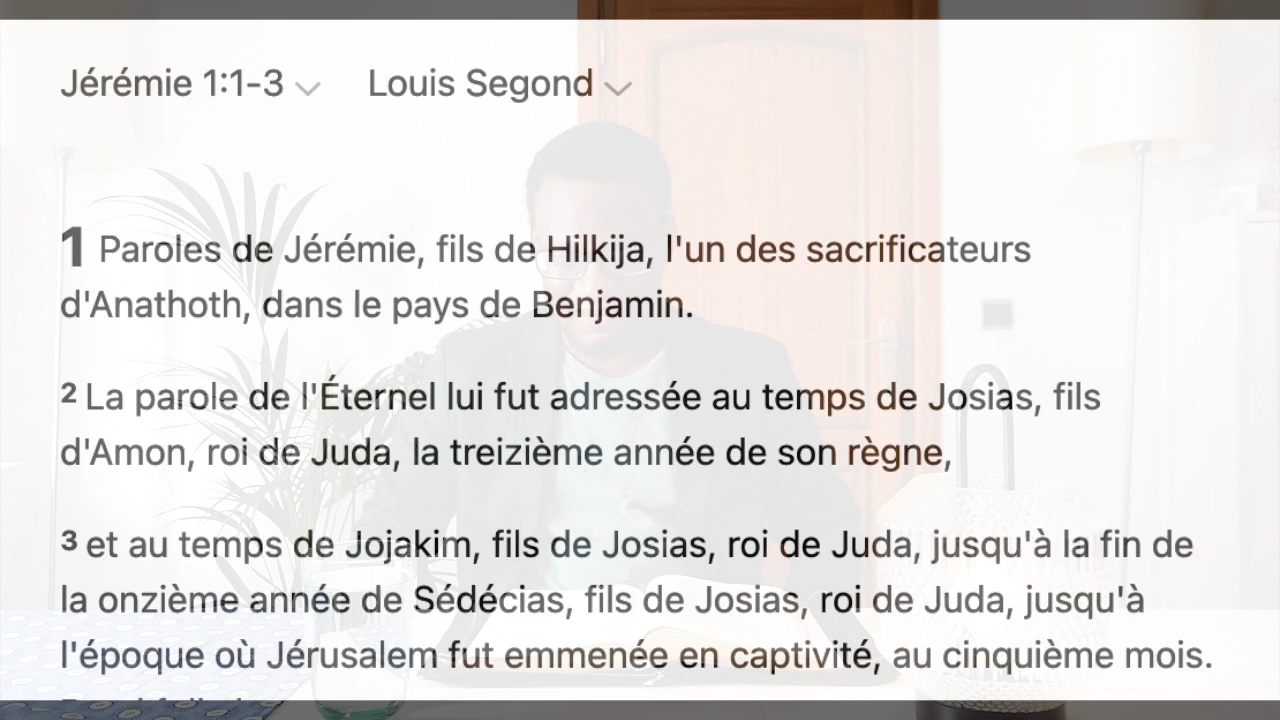 Jérémie 1:1-3 Louis Segond
1 Paroles de Jérémie, fils de Hilkija, l'un des sacrificateurs
d'Anathoth, dans le pays de Benjamin.
2 La parole de l'Éternel lui fut adressée au temps de Josias, fils
d'Amon, roi de Juda, la treizième année de son règne,
3 et au temps de Jojakim, fils de Josias, roi de Juda, jusqu'à la fin de
la onzième année de Sédécias, fils de Josias, roi de Juda, jusqu'à
l'époque où Jérusalem fut emmenée en captivité, au cinquième mois.